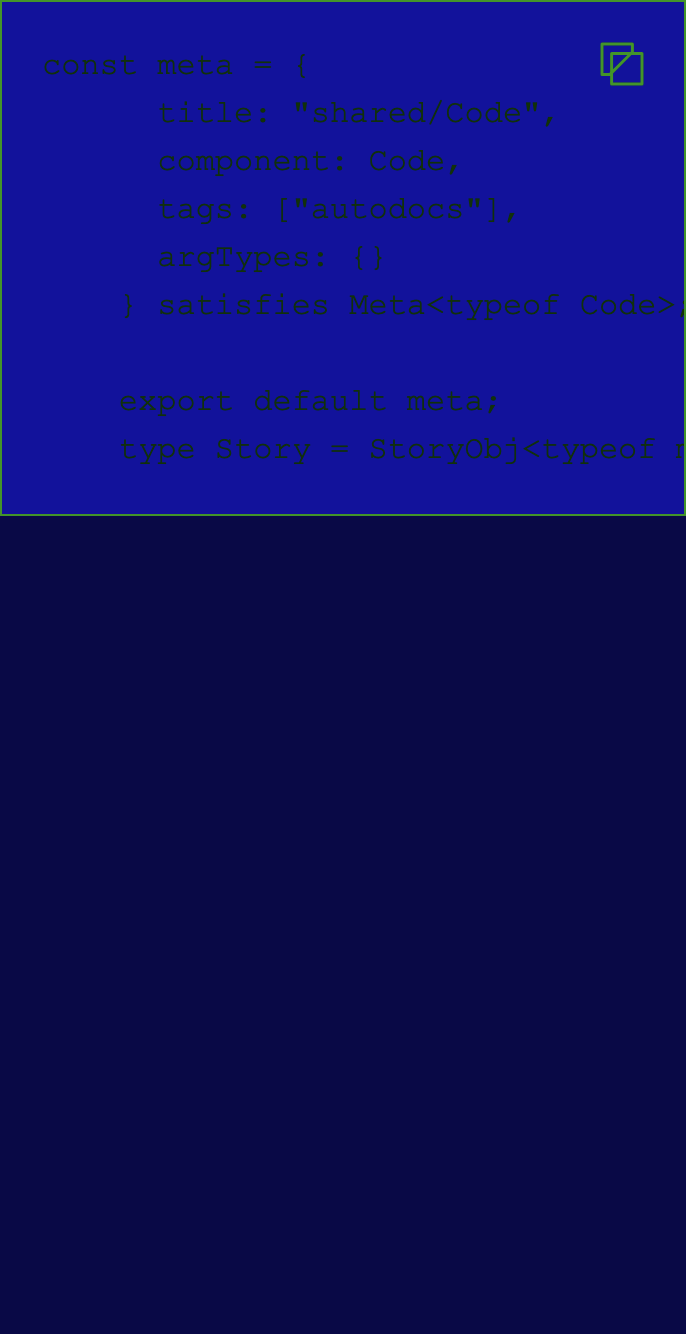 const meta = {
title: "shared/Code",
component: Code,
tags: ["autodocs"],
argTypes: {}
} satisfies Meta<typeof Code>;
export default meta;
type Story = StoryObj<typeof